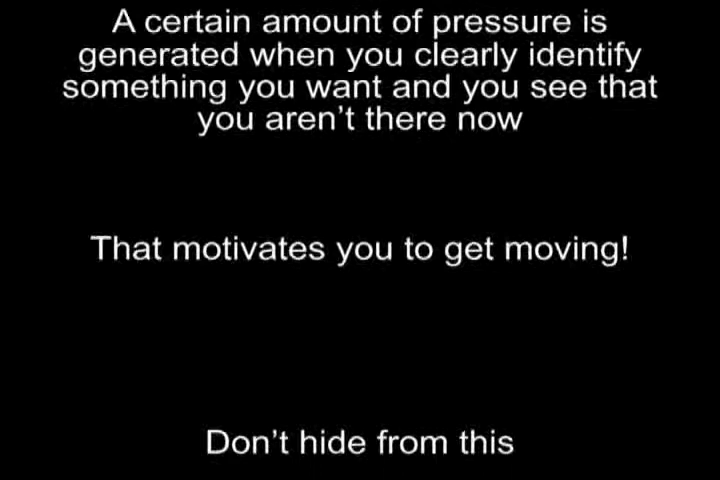 A certain amount of pressure is
generated when you clearly identify
something you want and you see that
you aren’t there now
That motivates you to get moving!
Don’t hide from this